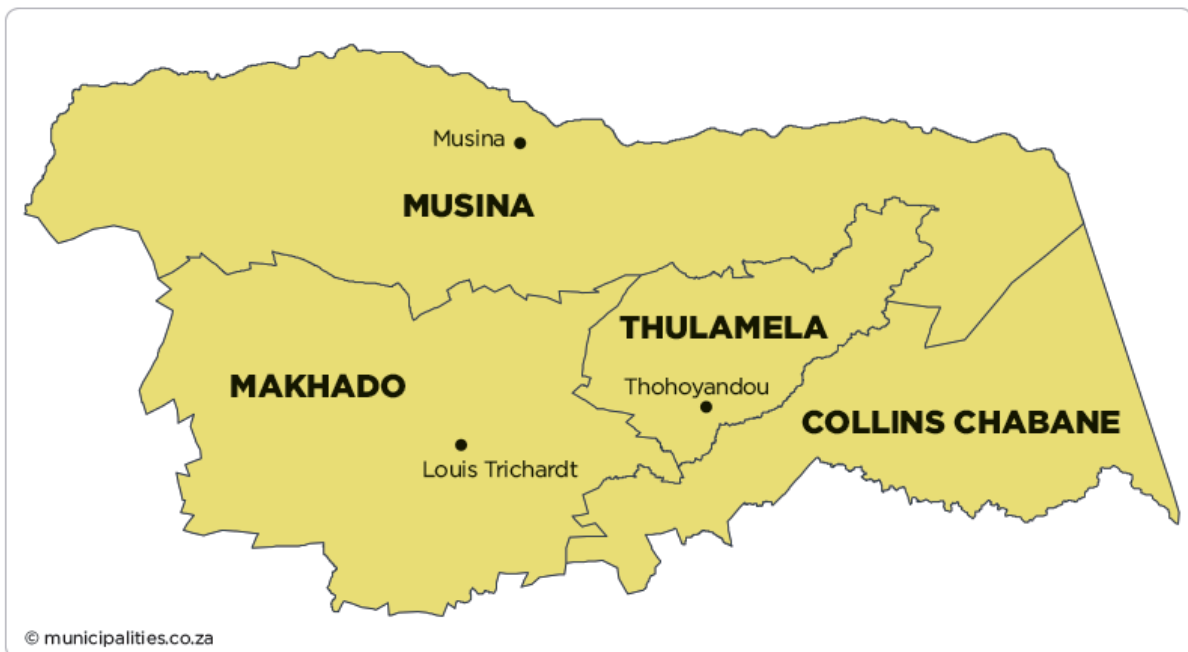 Musina
MUSINA
THULAMELA
MAKHADO
Thohoyandou
COLLINS CHABANE
Louis Trichardt
© municipalities.co.za